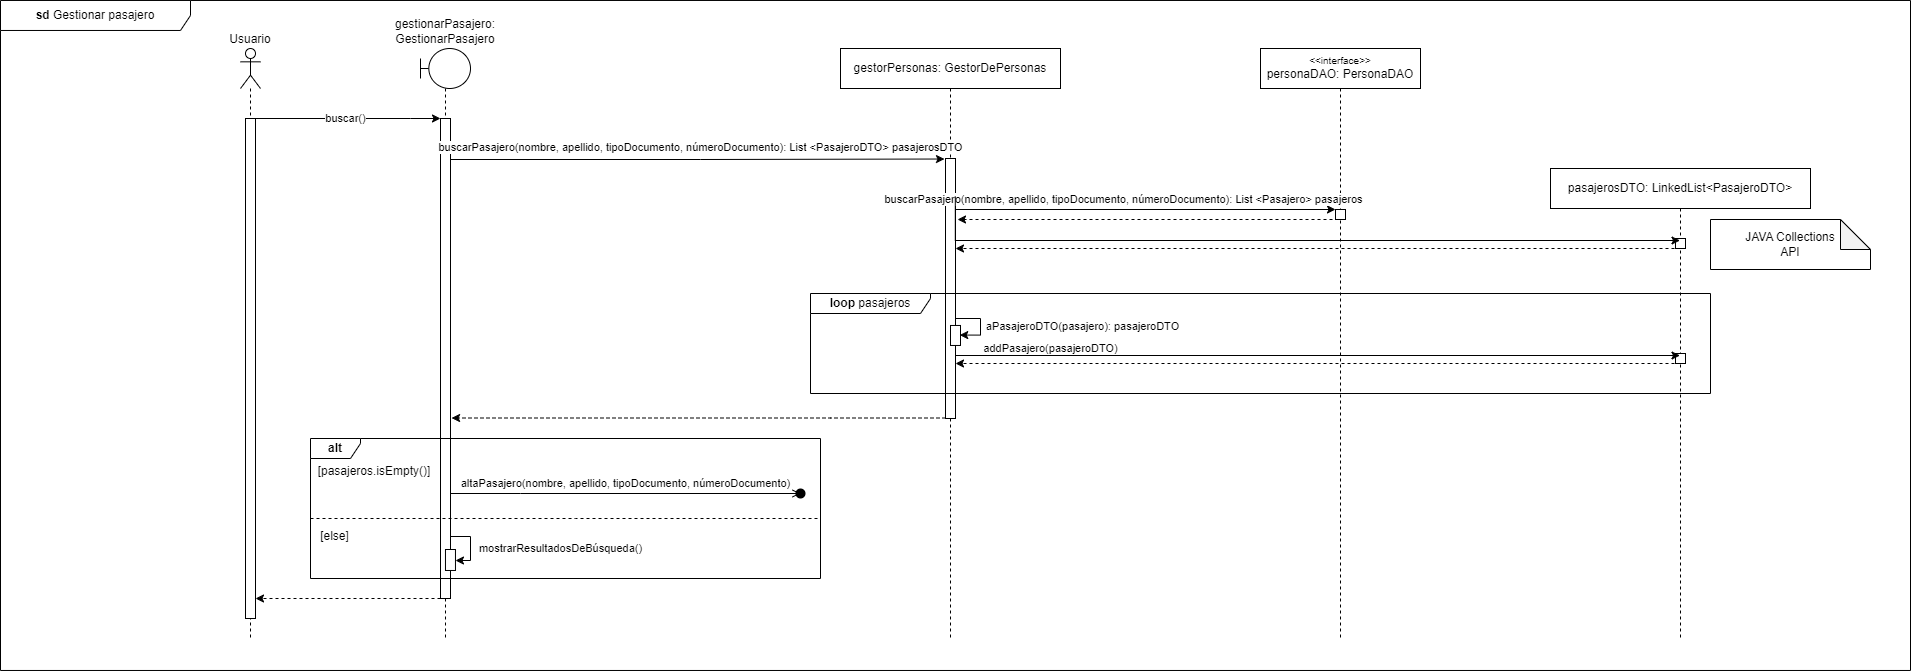 sd Gestionar pasajero
Usuario
gestionarPasajero:
GestionarPasajero
gestorPersonas: GestorDePersonas
<<interface>>
personaDAO: PersonaDAO
buscar()
buscarPasajero(nombre, apellido, tipoDocumento, númeroDocumento): List <PasajeroDTO> pasajerosDTO
pasajerosDTO: LinkedList<PasajeroDTO>
buscarPasajero(nombre, apellido, tipoDocumento, númeroDocumento): List <Pasajero> pasajeros
JAVA Collections
API
loop pasajeros
aPasajeroDTO(pasajero): pasajeroDTO
addPasajero(pasajeroDTO)
alt
[pasajeros.isEmpty()]
altaPasajero(nombre, apellido, tipoDocumento, númeroDocumento)
[else]
mostrarResultadosDeBúsqueda()